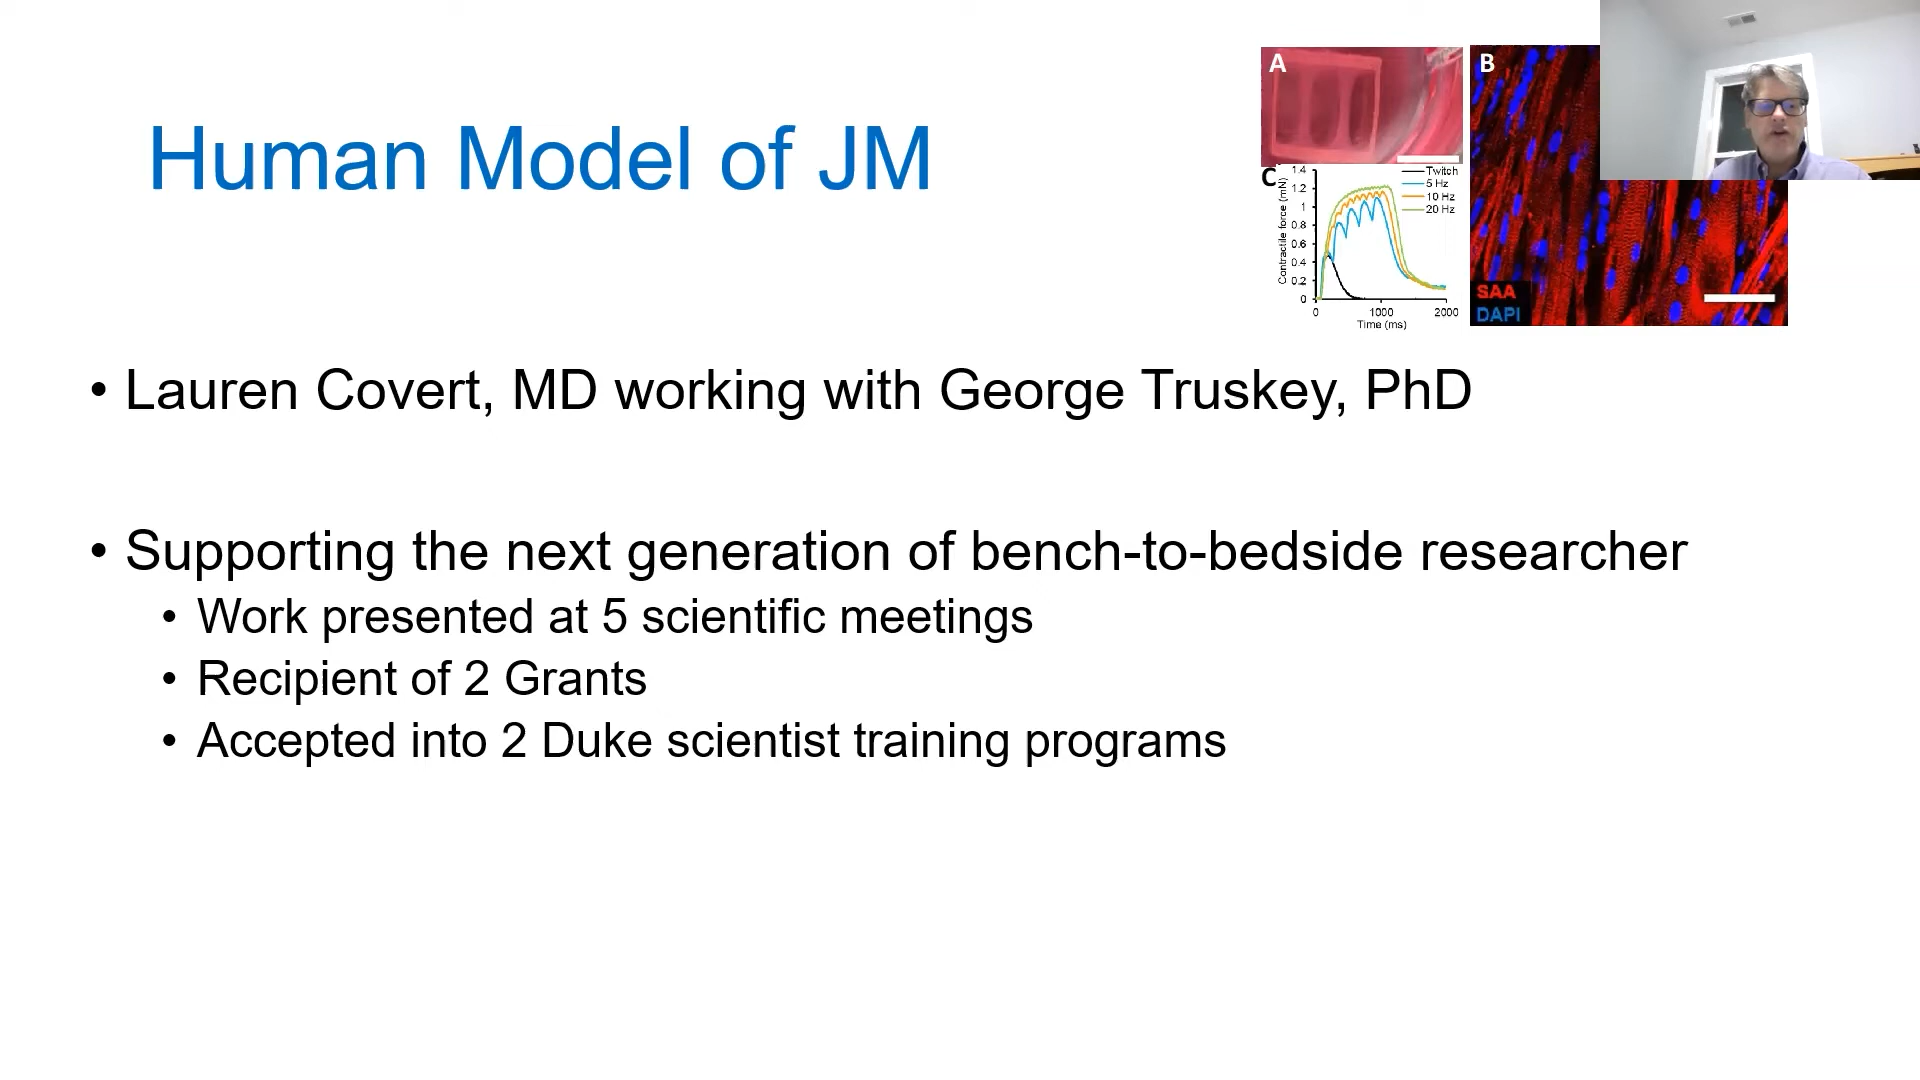 Human Model of JM
A
B
C
Contractile force (mN)
1.4
1.2
1
0.8
0.6
0.4
0.2
0
Twitch
5 Hz
10 Hz
20 Hz
0
1000
2000
Time (ms)
SAA
DAPI
• Lauren Covert, MD working with George Truskey, PhD
• Supporting the next generation of bench-to-bedside researcher
• Work presented at 5 scientific meetings
• Recipient of 2 Grants
• Accepted into 2 Duke scientist training programs